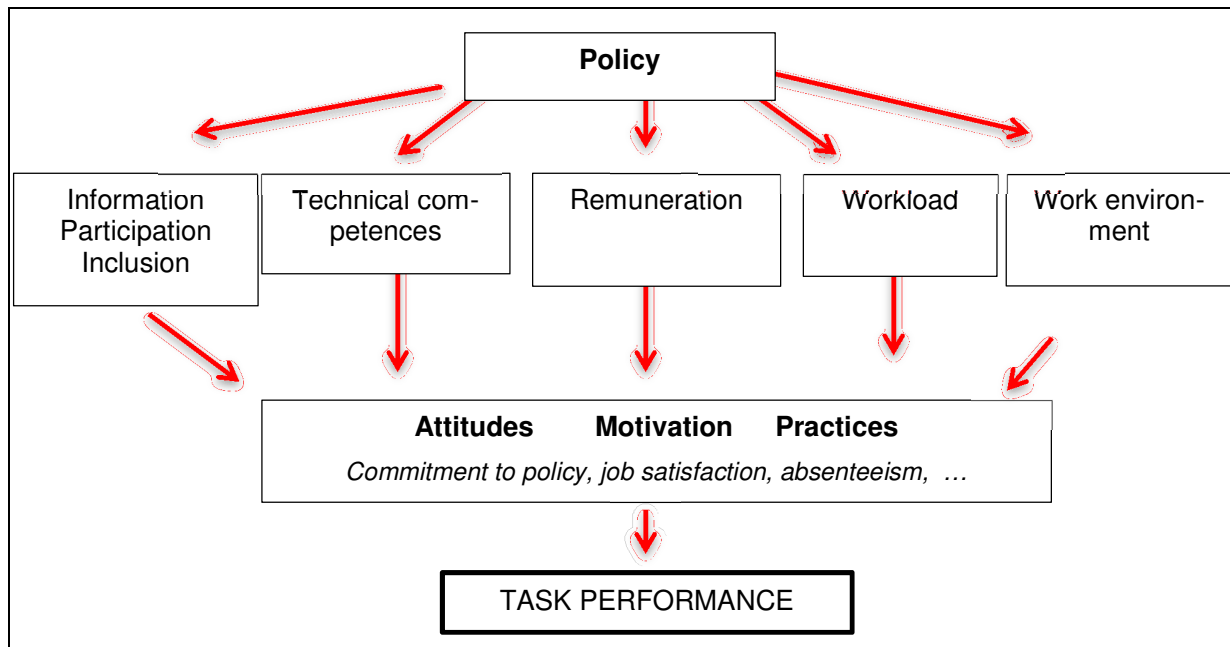 Policy
Information
Participation
Inclusion
Technical com-
petences
Remuneration
Workload
Work environ-
ment
Attitudes Motivation Practices
Commitment to policy, job satisfaction, absenteeism, …
TASK PERFORMANCE